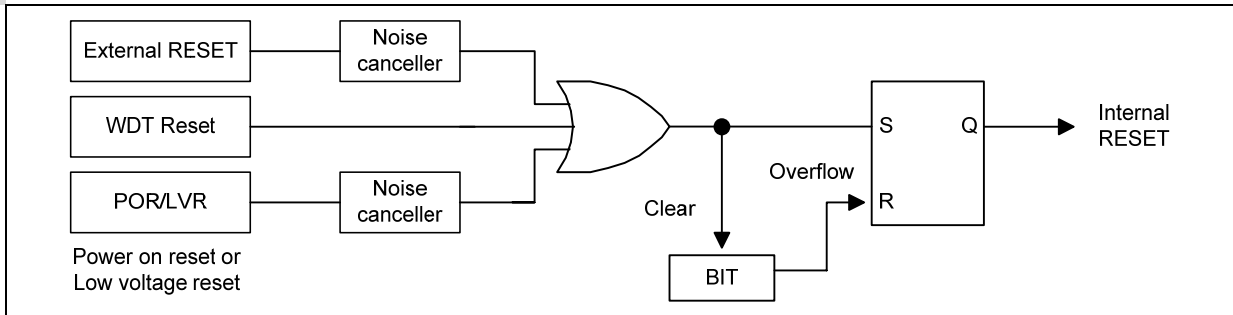 External RESET
Noise
canceller
WDT Reset
POR/LVR
Noise
canceller
Power on reset or
Low voltage reset
Clear
BIT
Overflow
S
Q
R
Internal
RESET